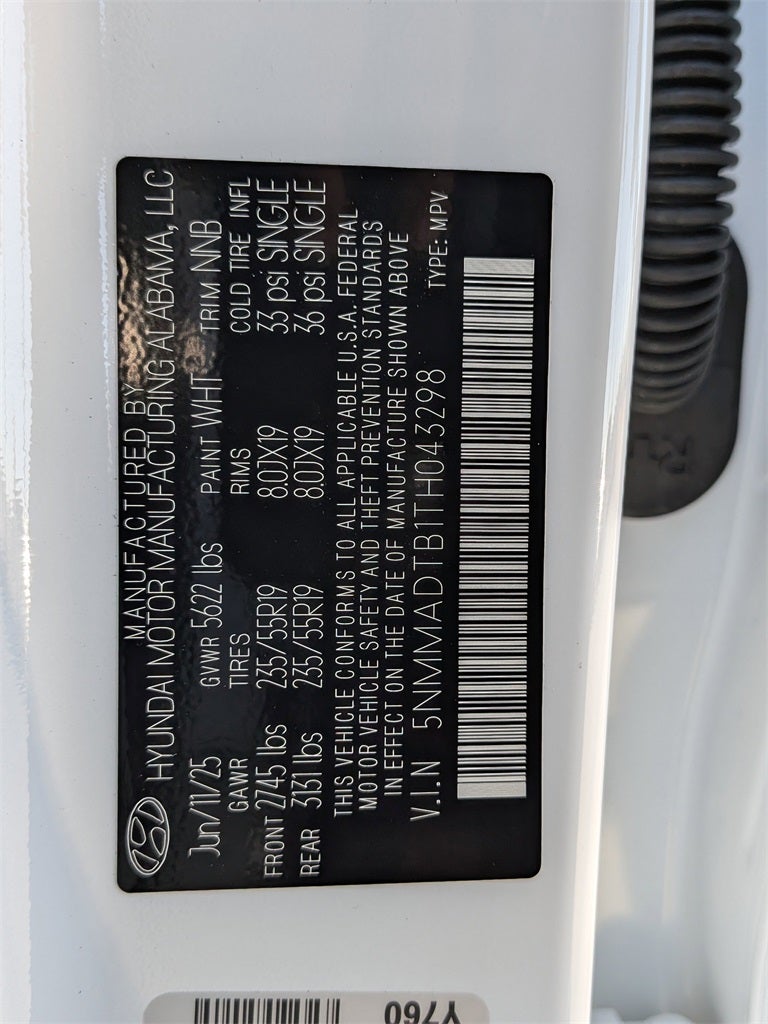 MANUFACTURED BY
HYUNDAI MOTOR MANUFACTURING ALABAMA, LLC
Jun/11/25 GVWR 5622 lbs PAINT WHT TRIM NNB
GAWR TIRES RIMS COLD TIRE INFL
FRONT 2745 lbs 235/55R19 8.0JX19 33 psi SINGLE
REAR 3131 lbs 235/55R19 8.0JX19 36 psi SINGLE
THIS VEHICLE CONFORMS TO ALL APPLICABLE U.S.A. FEDERAL
MOTOR VEHICLE SAFETY AND THEFT PREVENTION STANDARDS
IN EFFECT ON THE DATE OF MANUFACTURE SHOWN ABOVE
V.I.N 5NMMADTB1TH043298 TYPE: MPV
Y760